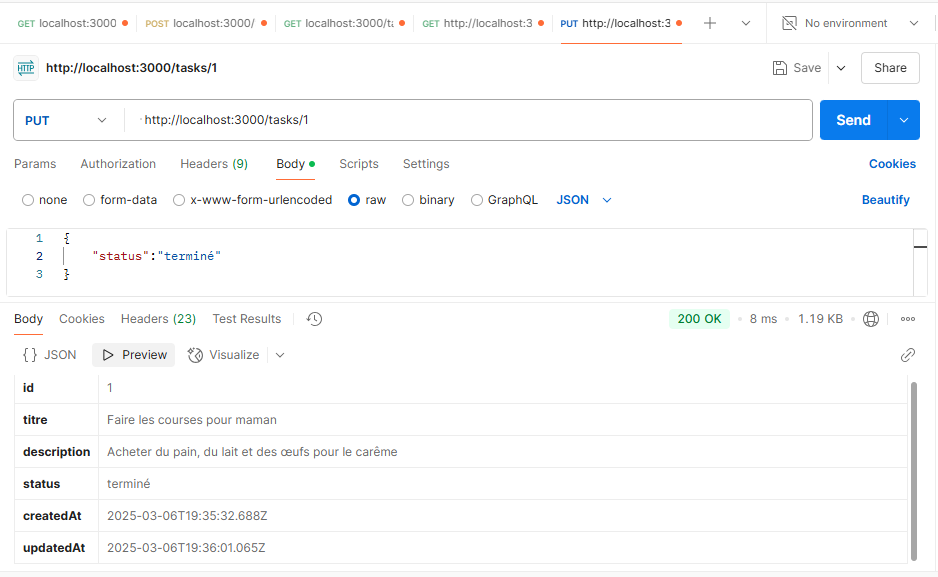 GET localhost:3000 POST localhost:3000/ GET localhost:3000/ta GET http://localhost:3 PUT http://localhost:3 No environment
HTTP http://localhost:3000/tasks/1 Save Share
PUT http://localhost:3000/tasks/1 Send
Params Authorization Headers (9) Body Scripts Settings Cookies
none form-data x-www-form-urlencoded raw binary GraphQL JSON Beautify
1 {
2 "status":"terminé"
3 }
Body Cookies Headers (23) Test Results 200 OK 8 ms 1.19 KB
{} JSON Preview Visualize
id 1
titre Faire les courses pour maman
description Acheter du pain, du lait et des œufs pour le carême
status terminé
createdAt 2025-03-06T19:35:32.688Z
updatedAt 2025-03-06T19:36:01.065Z